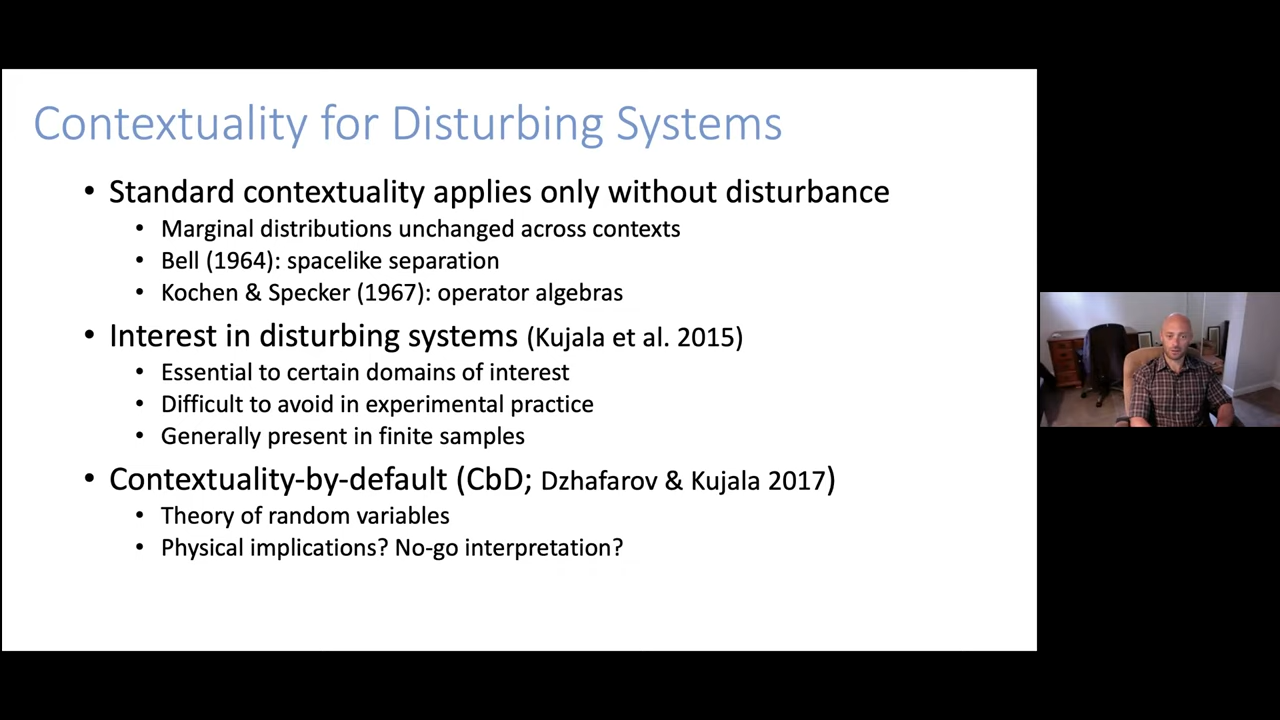 Contextuality for Disturbing Systems
• Standard contextuality applies only without disturbance
• Marginal distributions unchanged across contexts
• Bell (1964): spacelike separation
• Kochen & Specker (1967): operator algebras
• Interest in disturbing systems (Kujala et al. 2015)
• Essential to certain domains of interest
• Difficult to avoid in experimental practice
• Generally present in finite samples
• Contextuality-by-default (CbD; Dzhafarov & Kujala 2017)
• Theory of random variables
• Physical implications? No-go interpretation?